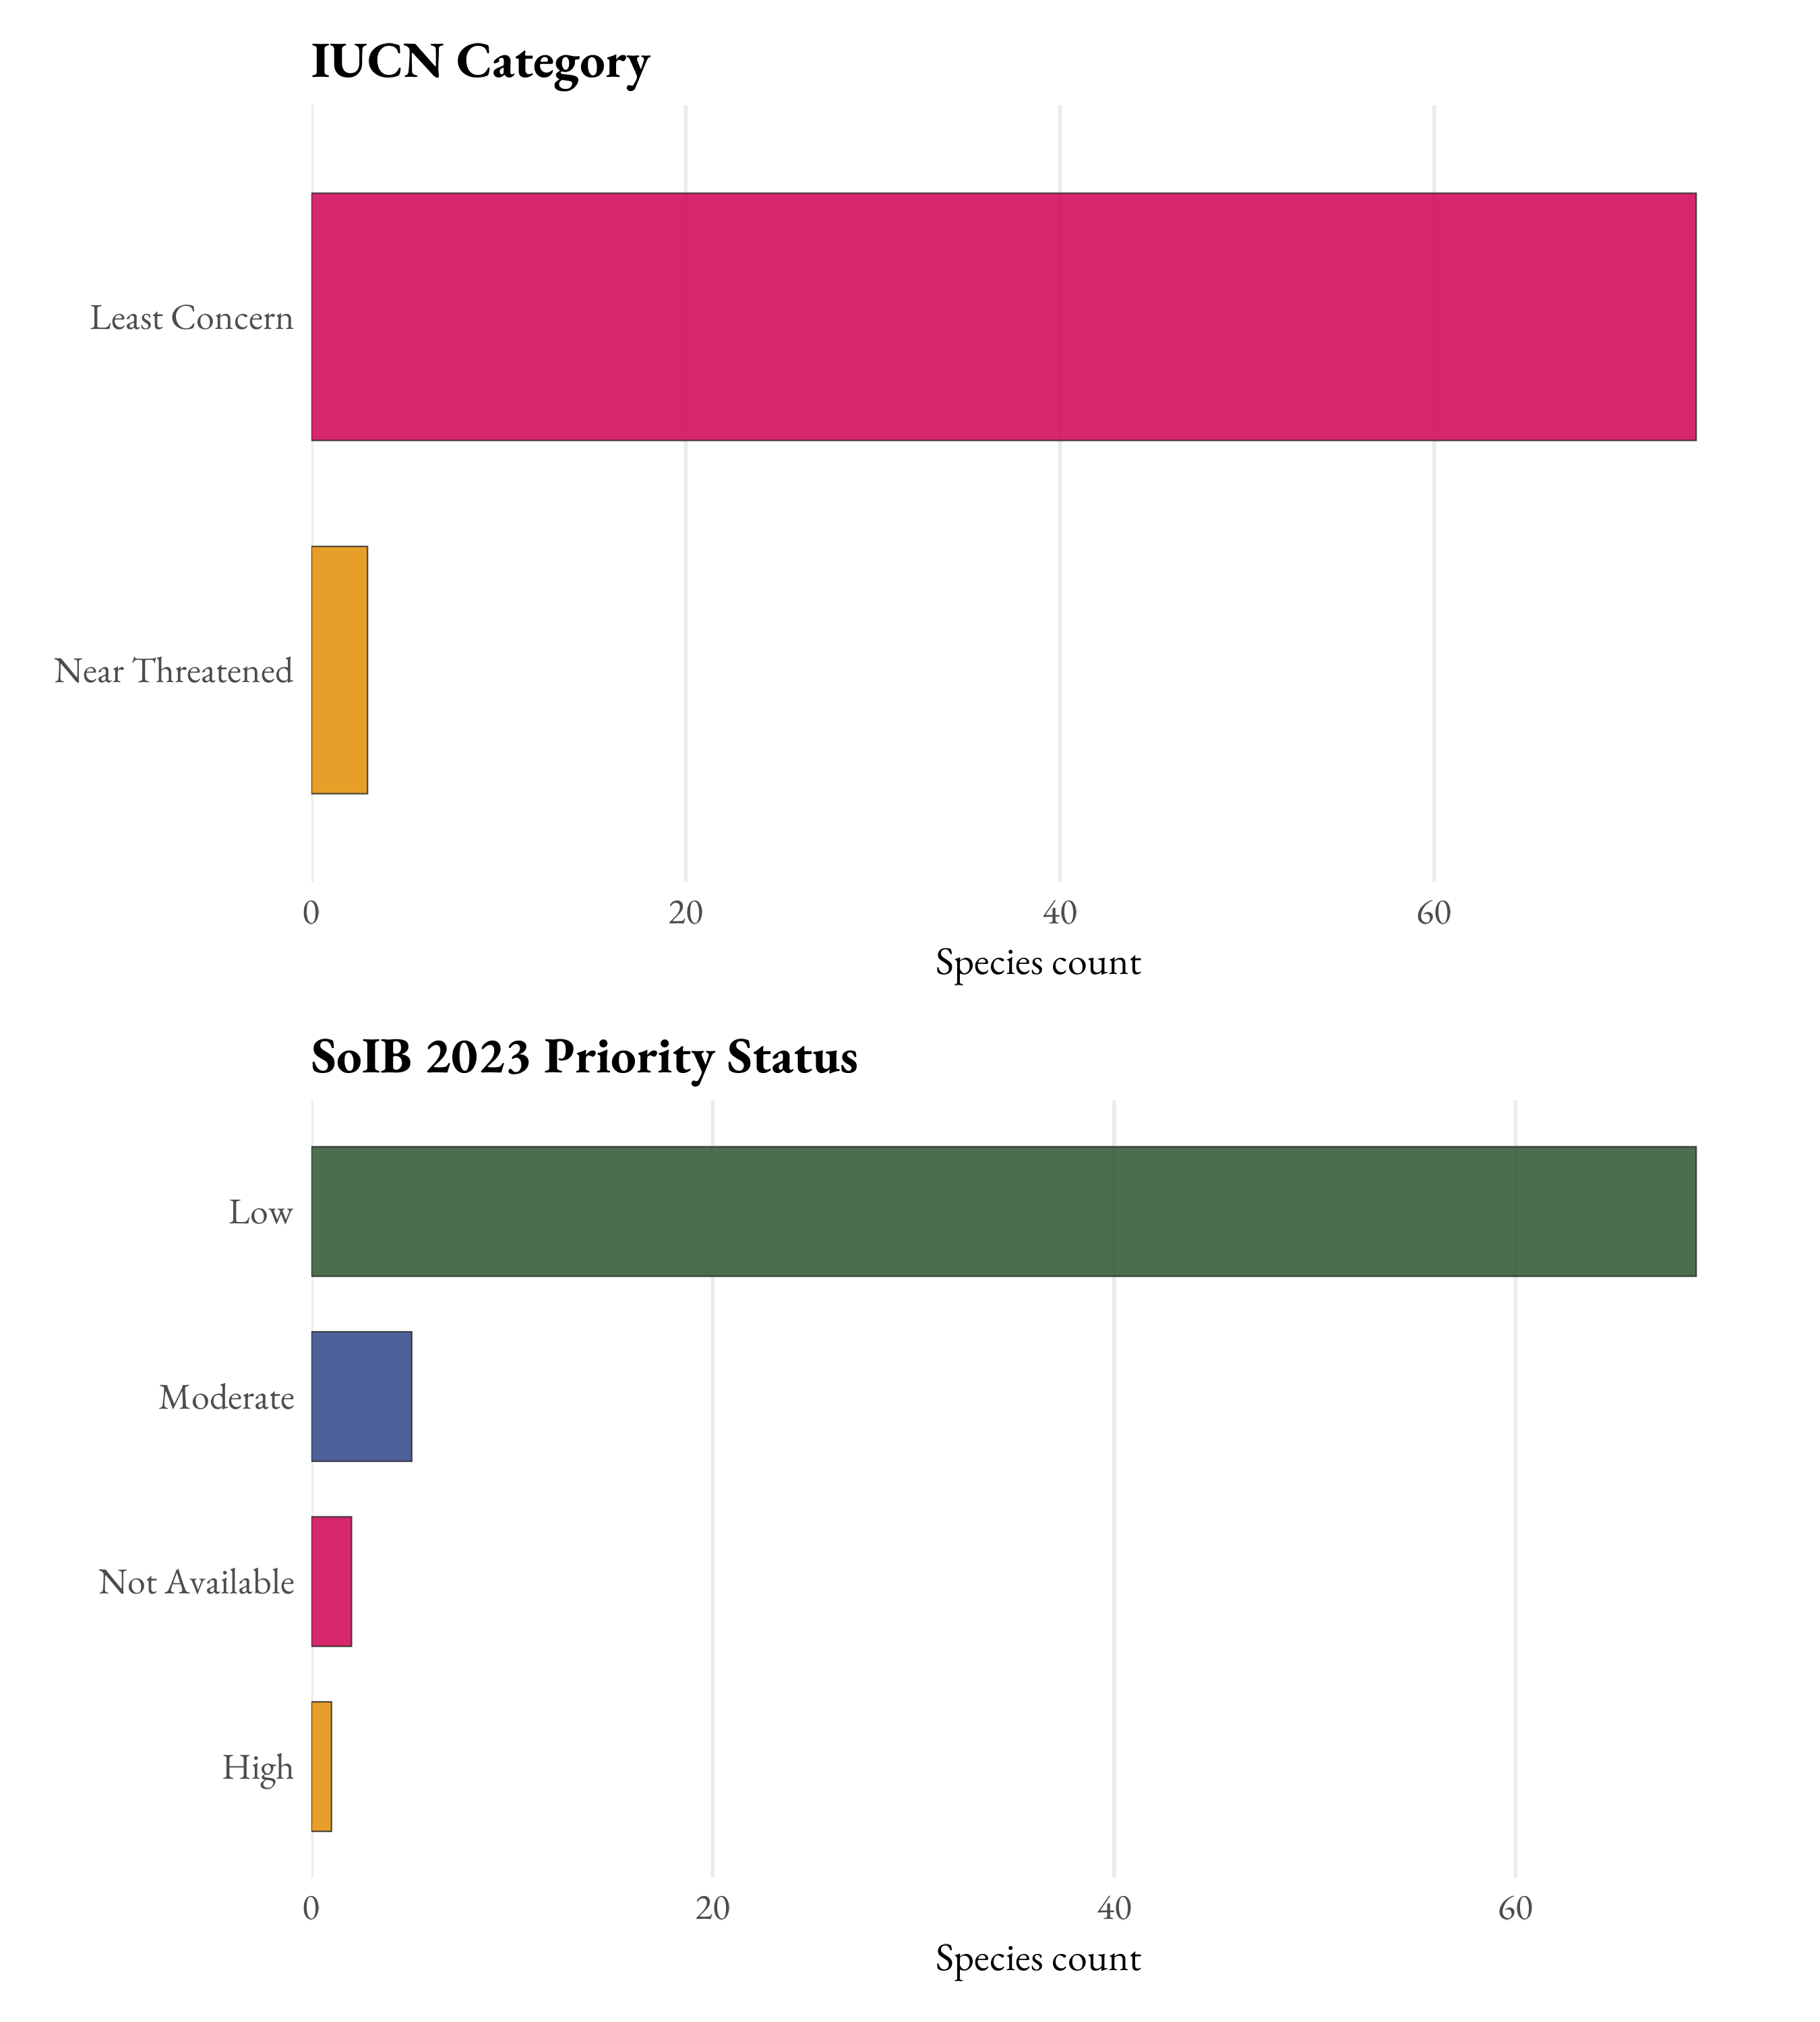 IUCN Category
Least Concern
Near Threatened
0 20 40 60
Species count
SoIB 2023 Priority Status
Low
Moderate
Not Available
High
0 20 40 60
Species count